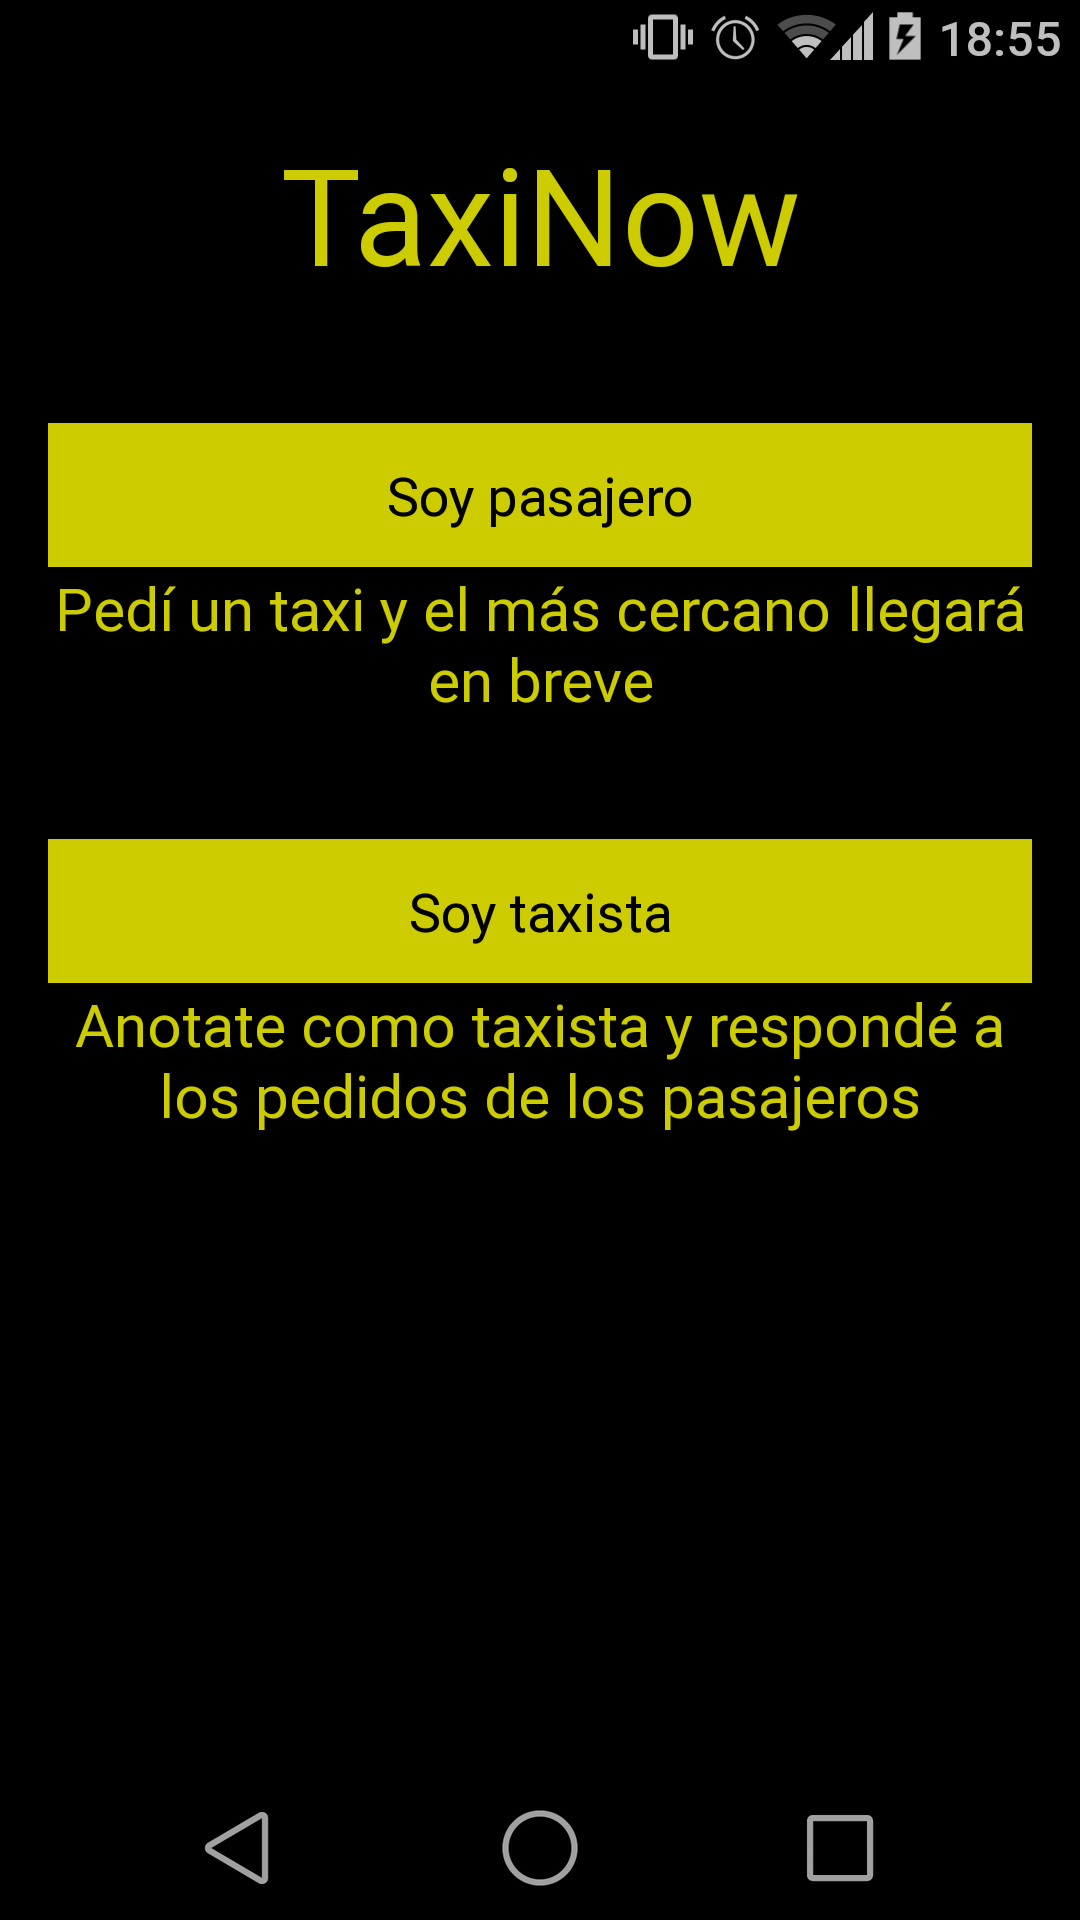 18:55
TaxiNow
Soy pasajero
Pedí un taxi y el más cercano llegará
en breve
Soy taxista
Anotate como taxista y respondé a
los pedidos de los pasajeros